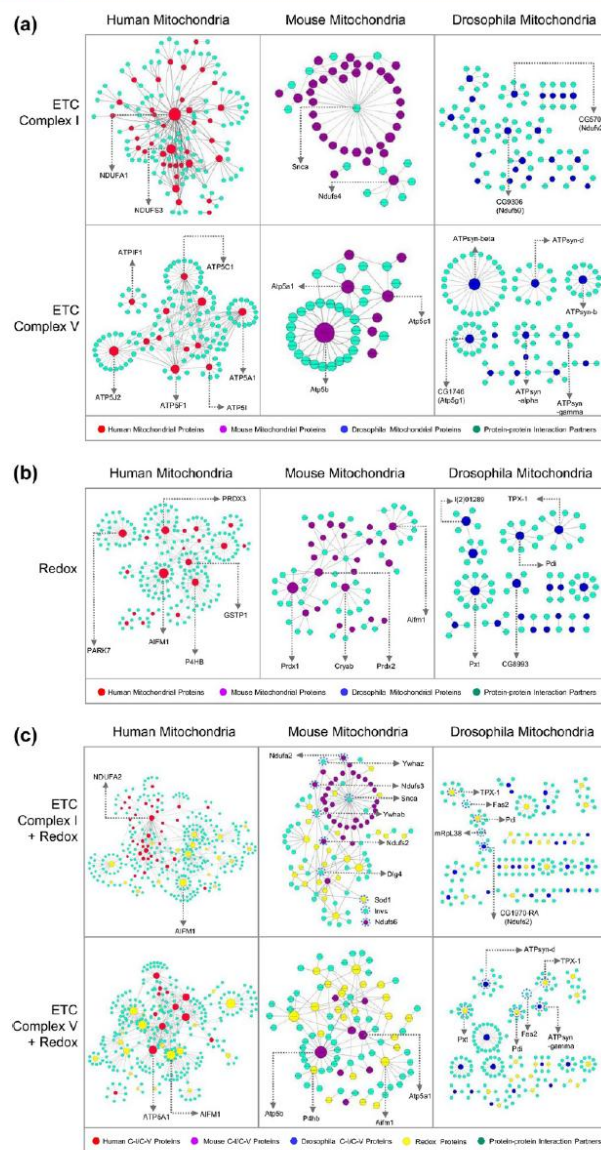 (a)
Human Mitochondria
Mouse Mitochondria
Drosophila Mitochondria
ETC
Complex I
NDUFA1
NDUFS3
Snca
Ndufa4
(Ndufs2)
CG9306
ETC
Complex V
ATPIF1
ATP5C1
ATP5A1
ATP5J2
ATP5F1
ATP5I
Atp5a1
Atp5c1
Atp5b
ATPsyn-beta
ATPsyn-d
ATPsyn-b
CG1746
(Atp5g1)
ATPsyn
-alpha
ATPsyn
-gamma
Human Mitochondrial Proteins
Mouse Mitochondrial Proteins
Drosophila Mitochondrial Proteins
Protein-protein Interaction Partners
(b)
Human Mitochondria
Mouse Mitochondria
Drosophila Mitochondria
Redox
PRDX3
GSTP1
PARK7
AIFM1
P4HB
Aifm1
Prdx1
Cryab
Prdx2
l(2)01289
TPX-1
Pdi
Pxt
CG8993
Human Mitochondrial Proteins
Mouse Mitochondrial Proteins
Drosophila Mitochondrial Proteins
Protein-protein Interaction Partners
(c)
Human Mitochondria
Mouse Mitochondria
Drosophila Mitochondria
ETC
Complex I
+ Redox
NDUFA2
AIFM1
Ndufa2
Ywhaz
Ndufs3
Snca
Ywhab
Ndufs2
Dlg4
Sod1
Invs
Ndufs6
TPX-1
Fas2
Pdi
mRpL38
CG1970-RA
(Ndufs2)
ETC
Complex V
+ Redox
ATP5A1
AIFM1
Atp5b
P4hb
Aifm1
Atp5a1
ATPsyn-d
TPX-1
Pxt
Pdi
Fas2
ATPsyn
-gamma
Human C-I/C-V Proteins
Mouse C-I/C-V Proteins
Drosophila C-I/C-V Proteins
Redox Proteins
Protein-protein Interaction Partners